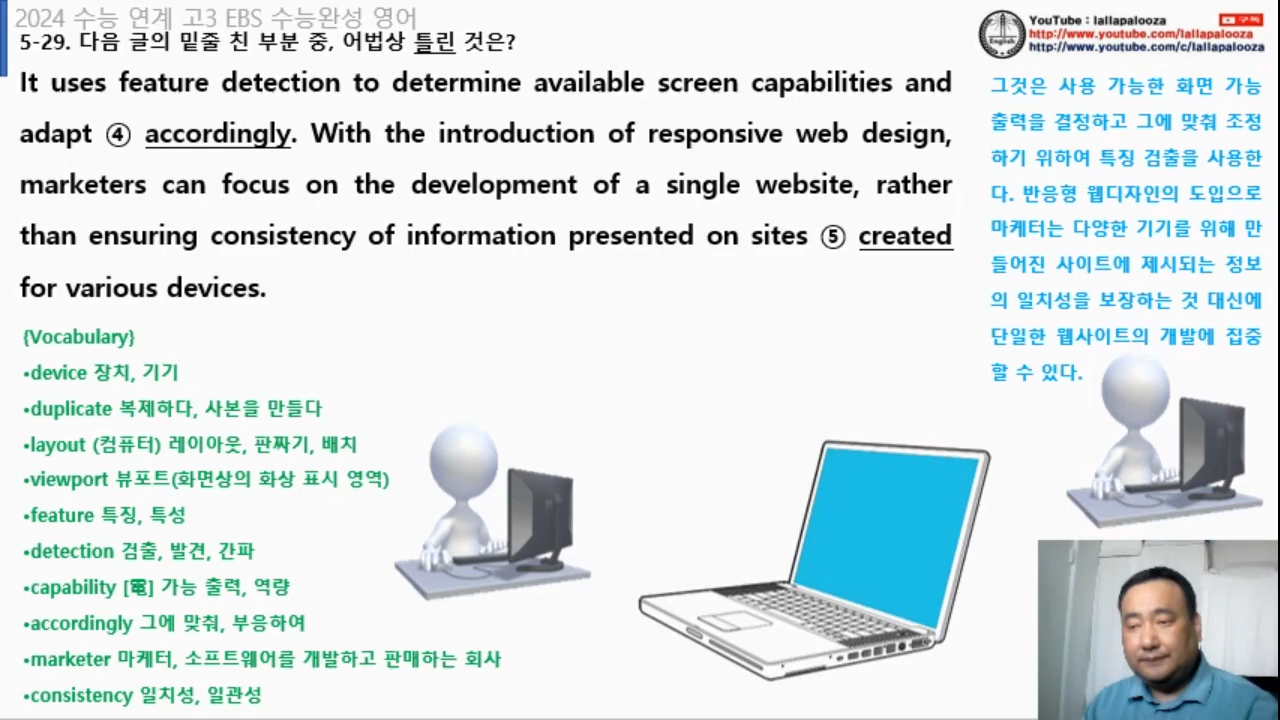 2024 수능 연계 고3 EBS 수능완성 영어
5-29. 다음 글의 밑줄 친 부분 중, 어법상 틀린 것은?
YouTube : lallapalooza
구독
http://www.youtube.com/lallapalooza
http://www.youtube.com/c/lallapalooza
English
It uses feature detection to determine available screen capabilities and
adapt ④ accordingly. With the introduction of responsive web design,
marketers can focus on the development of a single website, rather
than ensuring consistency of information presented on sites ⑤ created
for various devices.
그것은 사용 가능한 화면 가능
출력을 결정하고 그에 맞춰 조정
하기 위하여 특징 검출을 사용한
다. 반응형 웹디자인의 도입으로
마케터는 다양한 기기를 위해 만
들어진 사이트에 제시되는 정보
의 일치성을 보장하는 것 대신에
단일한 웹사이트의 개발에 집중
할 수 있다.
{Vocabulary}
•device 장치, 기기
•duplicate 복제하다, 사본을 만들다
•layout (컴퓨터) 레이아웃, 판짜기, 배치
•viewport 뷰포트(화면상의 화상 표시 영역)
•feature 특징, 특성
•detection 검출, 발견, 간파
•capability [電] 가능 출력, 역량
•accordingly 그에 맞춰, 부응하여
•marketer 마케터, 소프트웨어를 개발하고 판매하는 회사
•consistency 일치성, 일관성